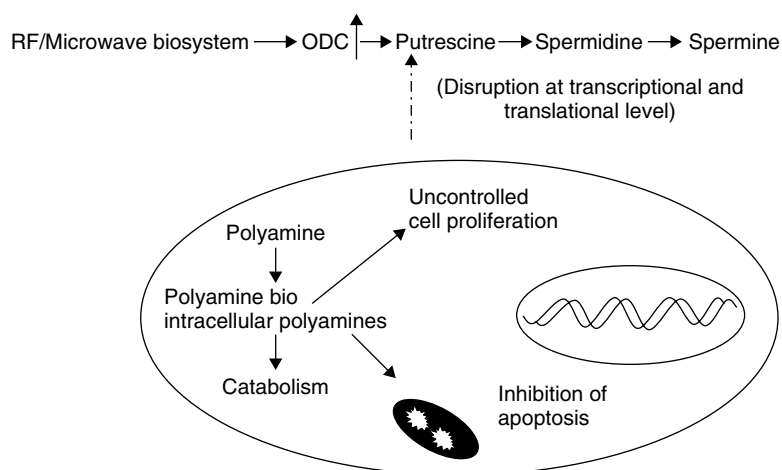 RF/Microwave biosystem ODC Putrescine Spermidine Spermine
(Disruption at transcriptional and
translational level)
Uncontrolled
cell proliferation
Polyamine
Polyamine bio
intracellular polyamines
Catabolism
Inhibition of
apoptosis